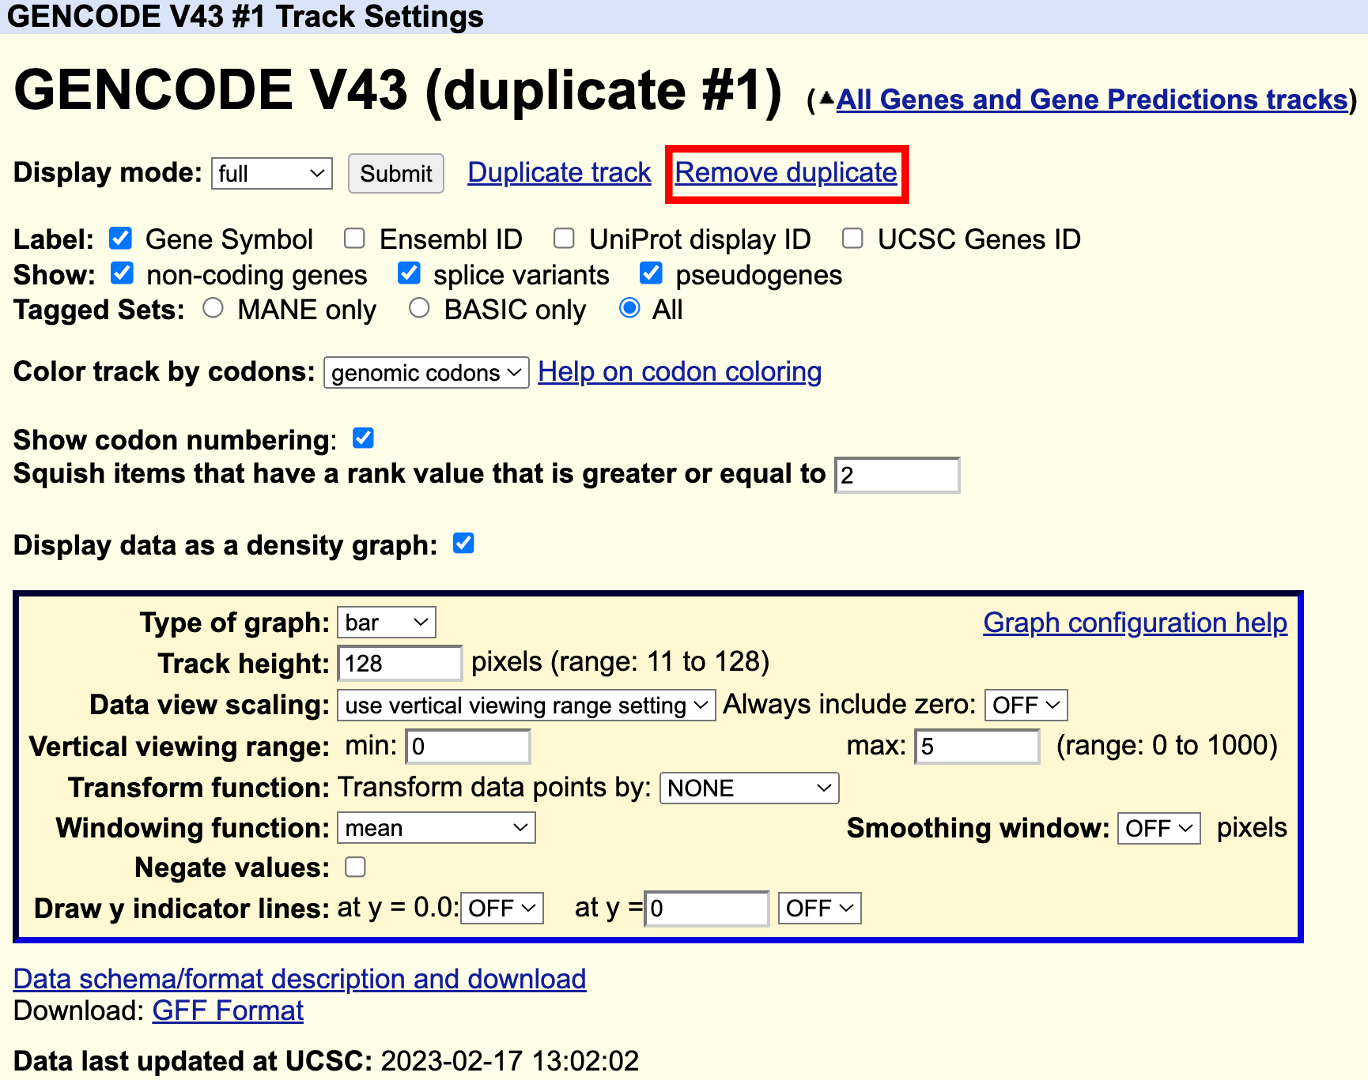 GENCODE V43 #1 Track Settings
GENCODE V43 (duplicate #1) (▲All Genes and Gene Predictions tracks)
Display mode: full Submit Duplicate track Remove duplicate
Label: Gene Symbol Ensembl ID UniProt display ID UCSC Genes ID
Show: non-coding genes splice variants pseudogenes
Tagged Sets: MANE only BASIC only All
Color track by codons: genomic codons Help on codon coloring
Show codon numbering:
Squish items that have a rank value that is greater or equal to 2
Display data as a density graph:
Type of graph: bar Graph configuration help
Track height: 128 pixels (range: 11 to 128)
Data view scaling: use vertical viewing range setting Always include zero: OFF
Vertical viewing range: min: 0 max: 5 (range: 0 to 1000)
Transform function: Transform data points by: NONE
Windowing function: mean Smoothing window: OFF pixels
Negate values:
Draw y indicator lines: at y = 0.0: OFF at y = 0 OFF
Data schema/format description and download
Download: GFF Format
Data last updated at UCSC: 2023-02-17 13:02:02